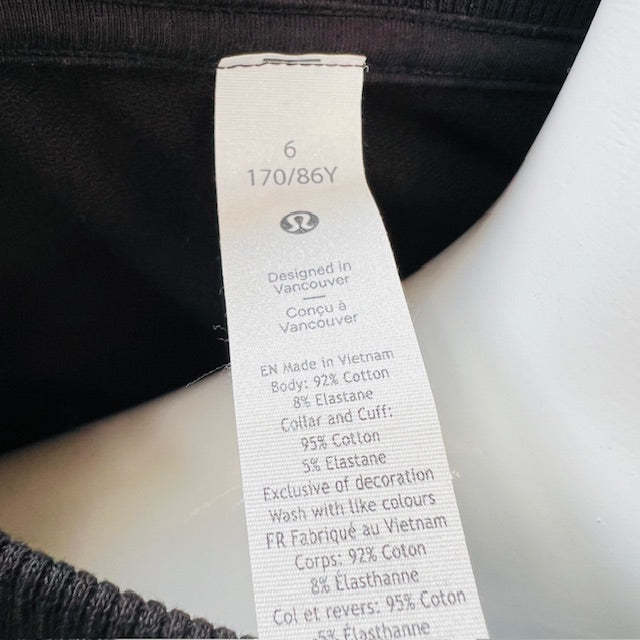 6
170/86Y
Designed in
Vancouver
Conçu à
Vancouver
EN Made in Vietnam
Body: 92% Cotton
8% Elastane
Collar and Cuff:
95% Cotton
5% Elastane
Exclusive of decoration
Wash with like colours
FR Fabriqué au Vietnam
Corps: 92% Coton
8% Élasthanne
Col et revers: 95% Coton
5% Élasthanne